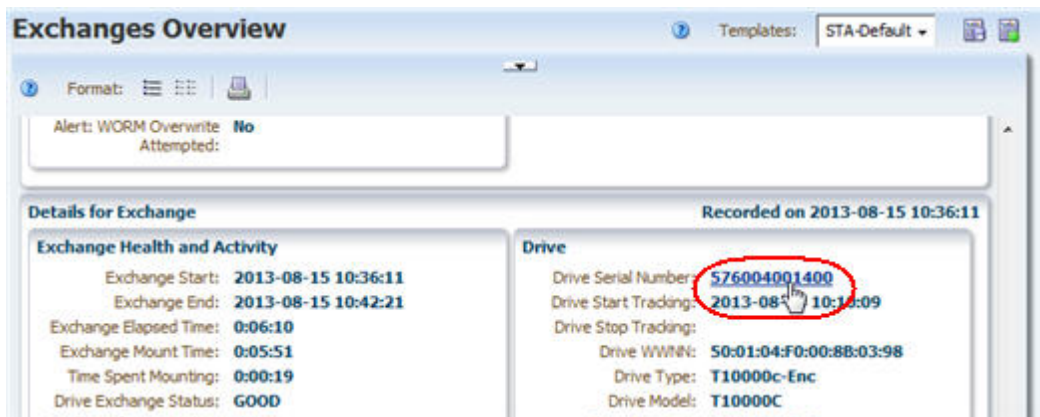 Exchanges Overview
Templates: STA-Default
Format:
Alert: WORM Overwrite Attempted: No
Details for Exchange
Recorded on 2013-08-15 10:36:11
Exchange Health and Activity
Exchange Start: 2013-08-15 10:36:11
Exchange End: 2013-08-15 10:42:21
Exchange Elapsed Time: 0:06:10
Exchange Mount Time: 0:05:51
Time Spent Mounting: 0:00:19
Drive Exchange Status: GOOD
Drive
Drive Serial Number: 576004001400
Drive Start Tracking: 2013-08-
Drive Stop Tracking:
Drive WWNN: 50:01:04:F0:00:8B:03:98
Drive Type: T10000c-Enc
Drive Model: T10000C